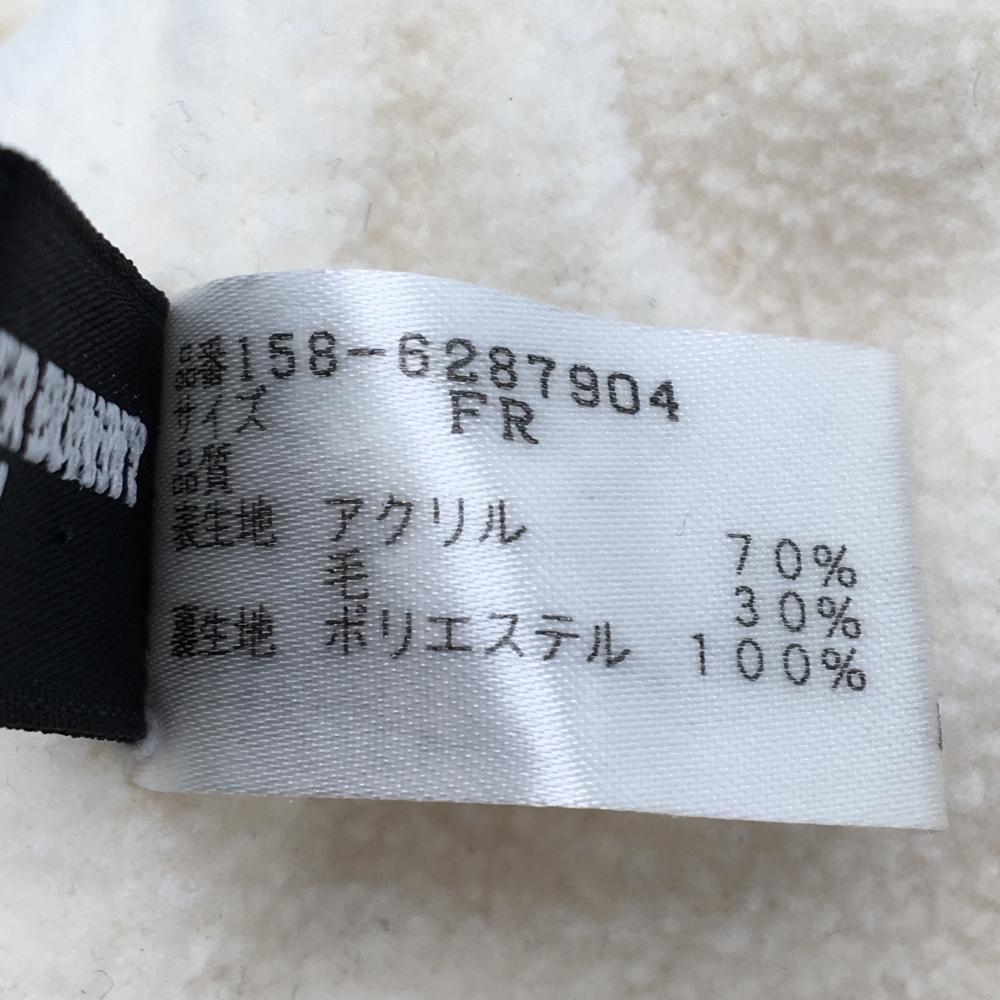 品番158-6287904
サイズ FR
品質
表生地 アクリル 70%
毛 30%
裏生地 ポリエステル 100%